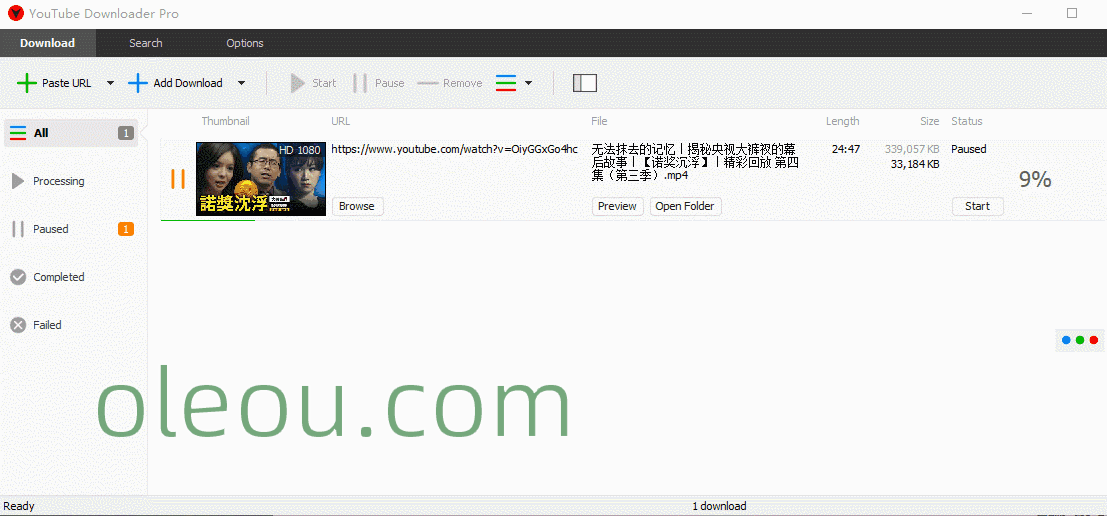 YouTube Downloader Pro
Download Search Options
Paste URL Add Download Start Pause Remove
All 1
Processing
Paused 1
Completed
Failed
Thumbnail URL File Length Size Status
HD 1080
諾獎沈浮
https://www.youtube.com/watch?v=OiyGGxGo4hc
无法抹去的记忆丨揭秘央视大裤衩的幕
后故事丨【诺奖沉浮】丨精彩回放 第四
集（第三季）.mp4
24:47 339,057 KB Paused
33,184 KB
9%
Browse Preview Open Folder Start
oleou.com
Ready 1 download